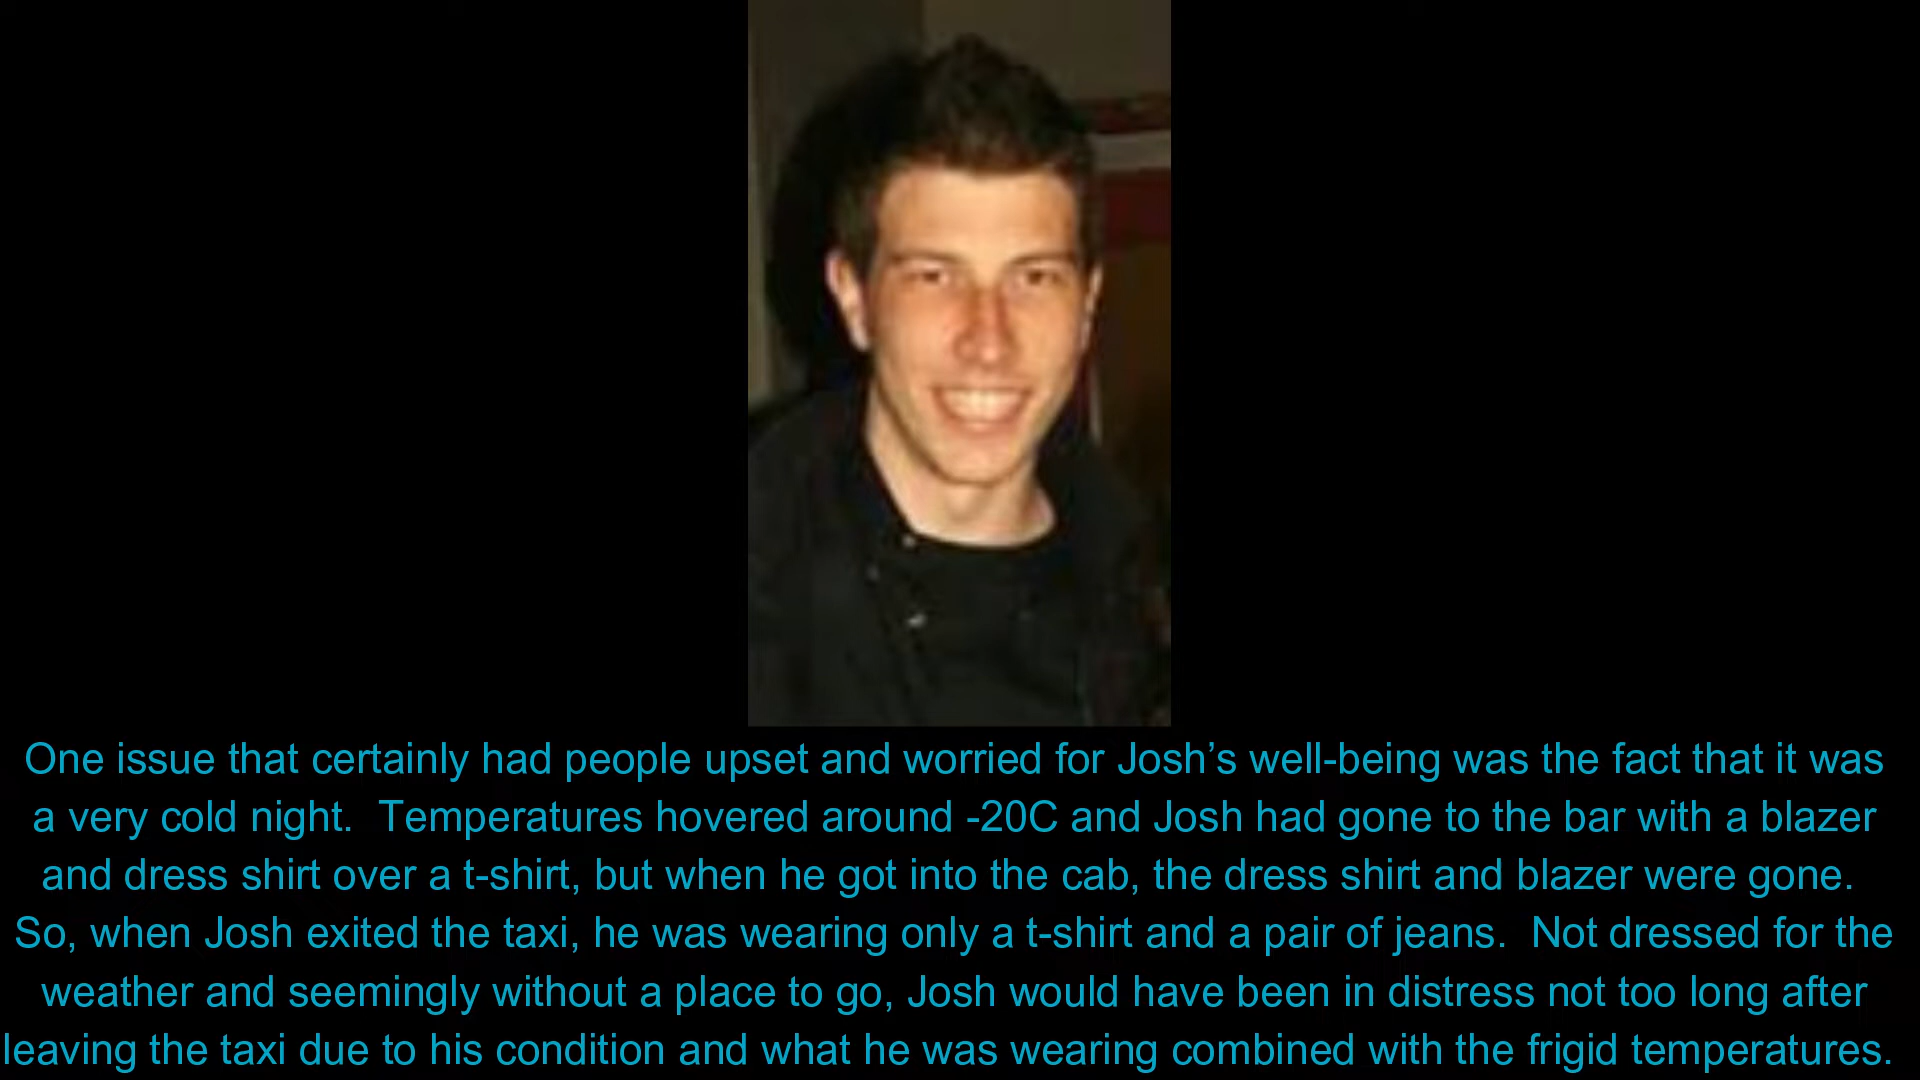 One issue that certainly had people upset and worried for Josh’s well-being was the fact that it was
a very cold night.  Temperatures hovered around -20C and Josh had gone to the bar with a blazer
and dress shirt over a t-shirt, but when he got into the cab, the dress shirt and blazer were gone.
So, when Josh exited the taxi, he was wearing only a t-shirt and a pair of jeans.  Not dressed for the
weather and seemingly without a place to go, Josh would have been in distress not too long after
leaving the taxi due to his condition and what he was wearing combined with the frigid temperatures.